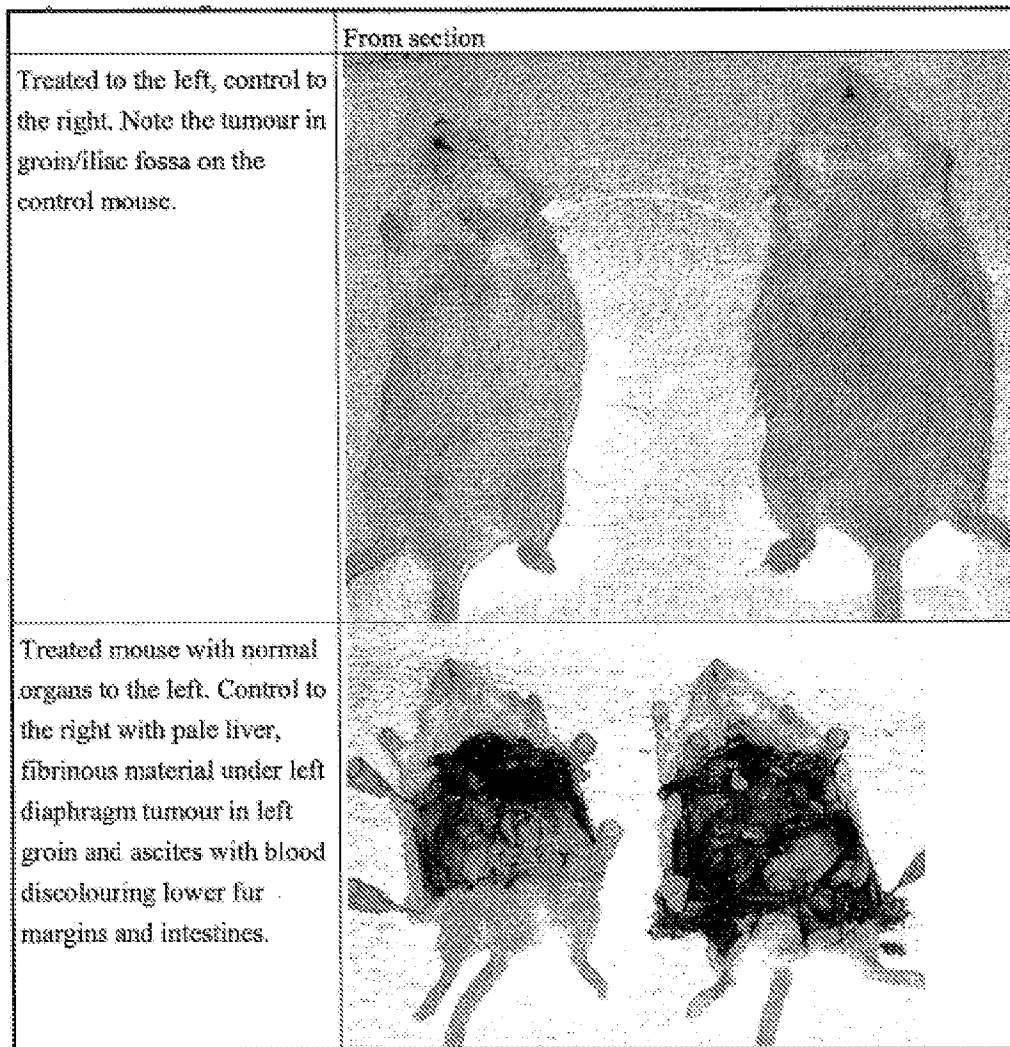 From section
Treated to the left, control to
the right. Note the tumour in
groin/iliac fossa on the
control mouse.
Treated mouse with normal
organs to the left. Control to
the right with pale liver,
fibrinous material under left
diaphragm tumour in left
groin and ascites with blood
discolouring lower fur
margins and intestines.